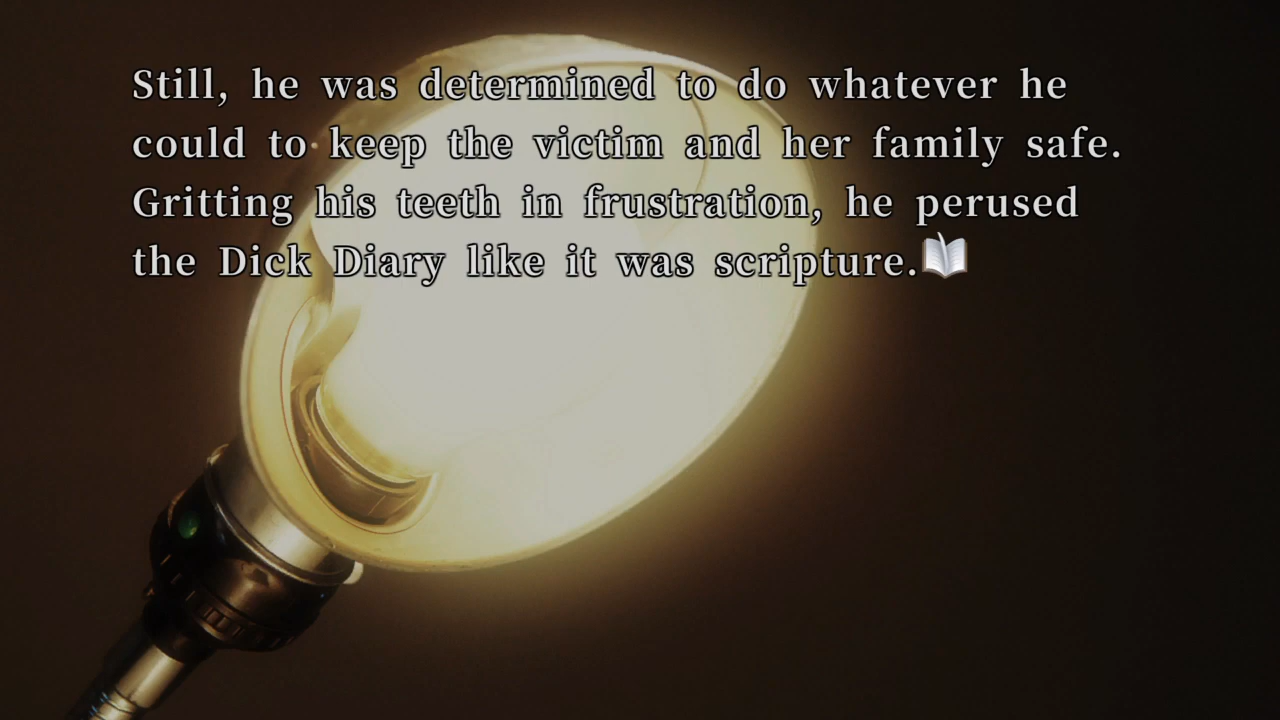 Still, he was determined to do whatever he
could to keep the victim and her family safe.
Gritting his teeth in frustration, he perused
the Dick Diary like it was scripture.